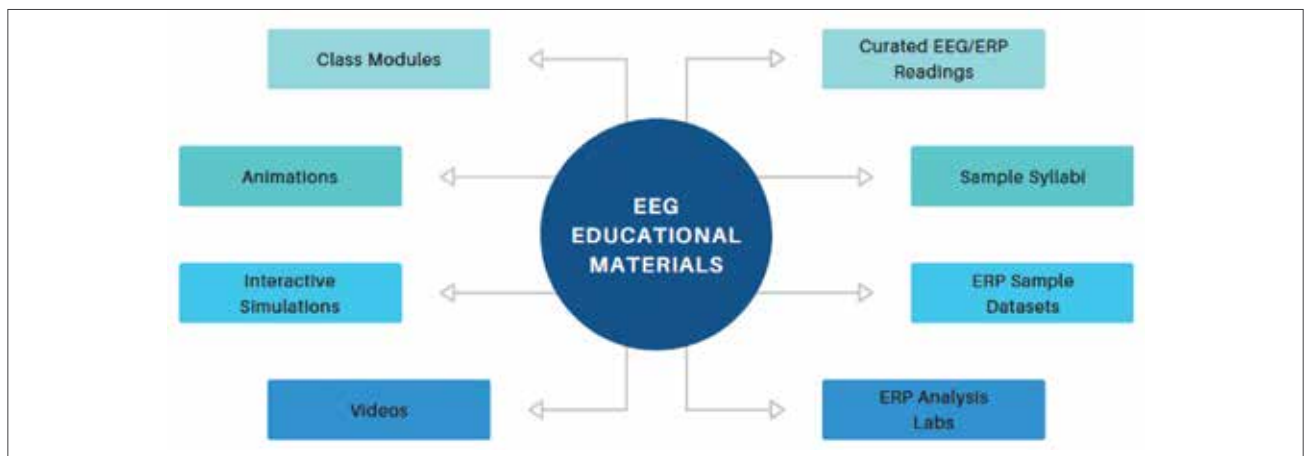 Class Modules
Curated EEG/ERP
Readings
Animations
EEG
EDUCATIONAL
MATERIALS
Sample Syllabi
Interactive
Simulations
ERP Sample
Datasets
Videos
ERP Analysis
Labs